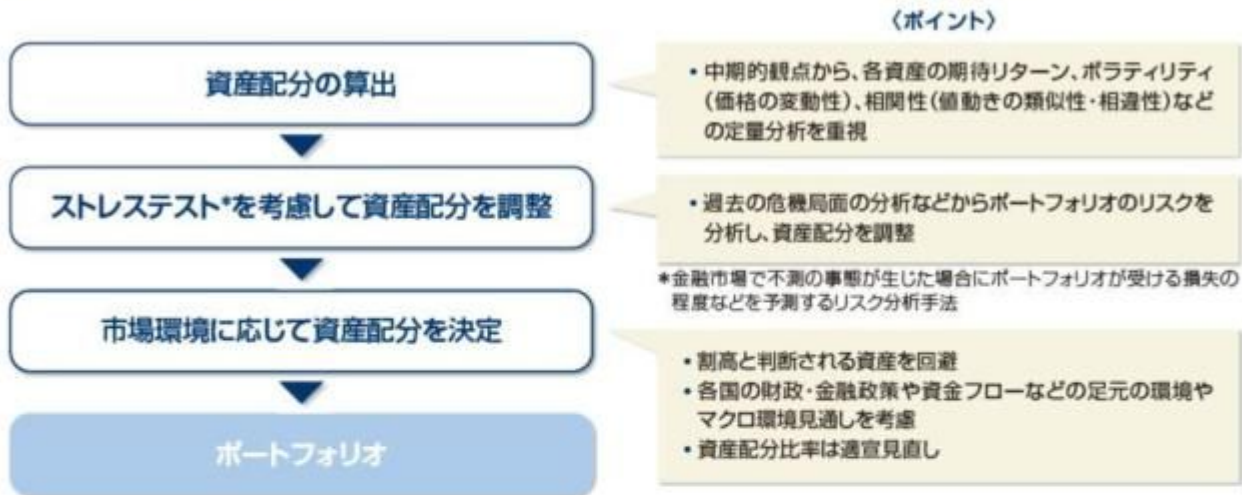 〈ポイント〉
資産配分の算出
• 中期的観点から、各資産の期待リターン、ボラティリティ
(価格の変動性)、相関性(値動きの類似性・相違性)など
の定量分析を重視
ストレステスト*を考慮して資産配分を調整
• 過去の危機局面の分析などからポートフォリオのリスクを
分析し、資産配分を調整
*金融市場で不測の事態が生じた場合にポートフォリオが受ける損失の
程度などを予測するリスク分析手法
市場環境に応じて資産配分を決定
• 割高と判断される資産を回避
• 各国の財政・金融政策や資金フローなどの足元の環境や
マクロ環境見通しを考慮
• 資産配分比率は適宜見直し
ポートフォリオ